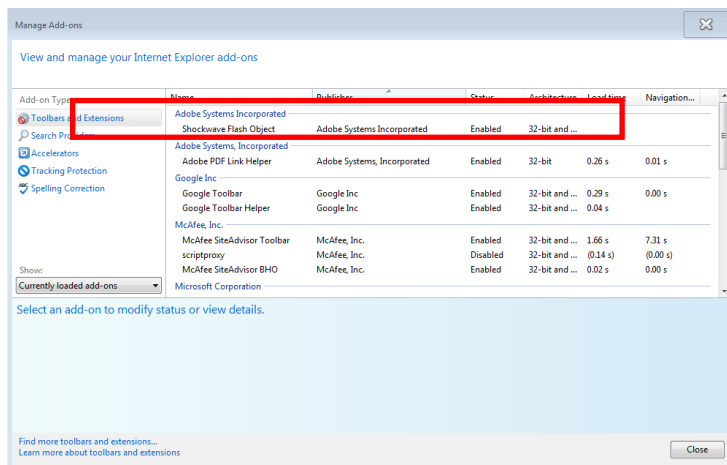 Manage Add-ons
View and manage your Internet Explorer add-ons
Add-on Type
Toolbars and Extensions
Search Providers
Accelerators
Tracking Protection
Spelling Correction
Show:
Currently loaded add-ons
Name Publisher Status Architecture Load time Navigation...
Adobe Systems Incorporated
Shockwave Flash Object Adobe Systems Incorporated Enabled 32-bit and ...
Adobe Systems, Incorporated
Adobe PDF Link Helper Adobe Systems, Incorporated Enabled 32-bit 0.26 s 0.01 s
Google Inc
Google Toolbar Google Inc Enabled 32-bit and ... 0.29 s 0.00 s
Google Toolbar Helper Google Inc Enabled 32-bit and ... 0.04 s
McAfee, Inc.
McAfee SiteAdvisor Toolbar McAfee, Inc. Enabled 32-bit and ... 1.66 s 7.31 s
scriptproxy McAfee, Inc. Disabled 32-bit and ... (0.14 s) (0.00 s)
McAfee SiteAdvisor BHO McAfee, Inc. Enabled 32-bit and ... 0.02 s 0.00 s
Microsoft Corporation
Select an add-on to modify status or view details.
Find more toolbars and extensions...
Learn more about toolbars and extensions
Close